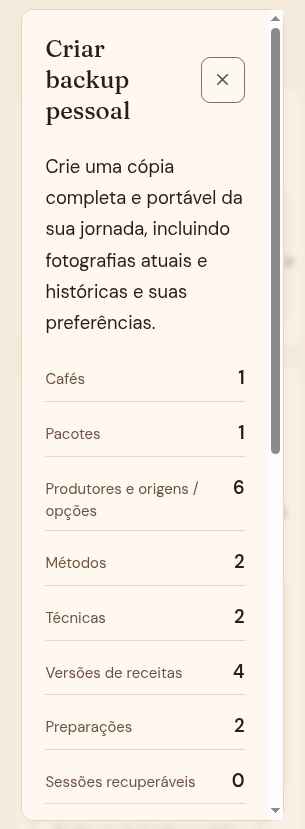 Criar
backup
pessoal
Crie uma cópia
completa e portável da
sua jornada, incluindo
fotografias atuais e
históricas e suas
preferências.
Cafés 1
Pacotes 1
Produtores e origens / 6
opções
Métodos 2
Técnicas 2
Versões de receitas 4
Preparações 2
Sessões recuperáveis 0